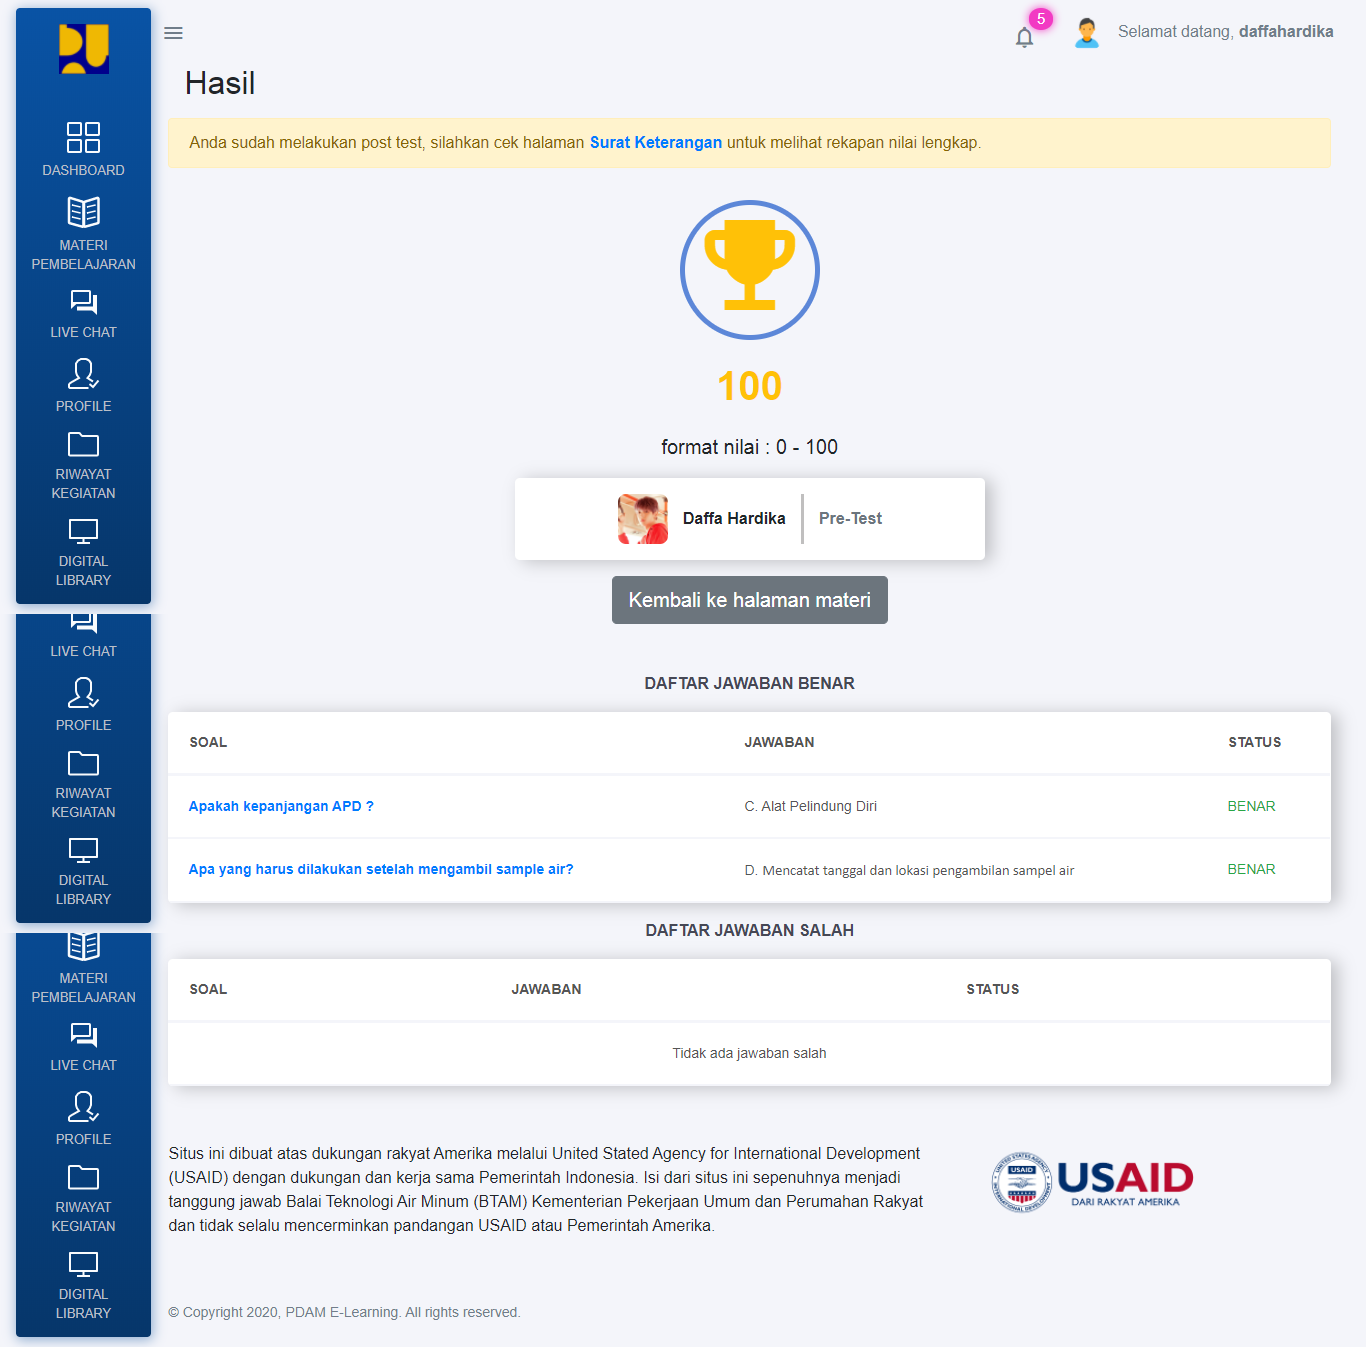 DASHBOARD
MATERI
PEMBELAJARAN
LIVE CHAT
PROFILE
RIWAYAT
KEGIATAN
DIGITAL
LIBRARY
LIVE CHAT
PROFILE
RIWAYAT
KEGIATAN
DIGITAL
LIBRARY
MATERI
PEMBELAJARAN
LIVE CHAT
PROFILE
RIWAYAT
KEGIATAN
DIGITAL
LIBRARY
5
Selamat datang, daffahardika
Hasil
Anda sudah melakukan post test, silahkan cek halaman Surat Keterangan untuk melihat rekapan nilai lengkap.
100
format nilai : 0 - 100
Daffa Hardika Pre-Test
Kembali ke halaman materi
DAFTAR JAWABAN BENAR
SOAL JAWABAN STATUS
Apakah kepanjangan APD ? C. Alat Pelindung Diri BENAR
Apa yang harus dilakukan setelah mengambil sample air? D. Mencatat tanggal dan lokasi pengambilan sampel air BENAR
DAFTAR JAWABAN SALAH
SOAL JAWABAN STATUS
Tidak ada jawaban salah
Situs ini dibuat atas dukungan rakyat Amerika melalui United Stated Agency for International Development
(USAID) dengan dukungan dan kerja sama Pemerintah Indonesia. Isi dari situs ini sepenuhnya menjadi
tanggung jawab Balai Teknologi Air Minum (BTAM) Kementerian Pekerjaan Umum dan Perumahan Rakyat
dan tidak selalu mencerminkan pandangan USAID atau Pemerintah Amerika.
UNITED STATES AGENCY
USAID
INTERNATIONAL DEVELOPMENT
USAID
DARI RAKYAT AMERIKA
© Copyright 2020, PDAM E-Learning. All rights reserved.